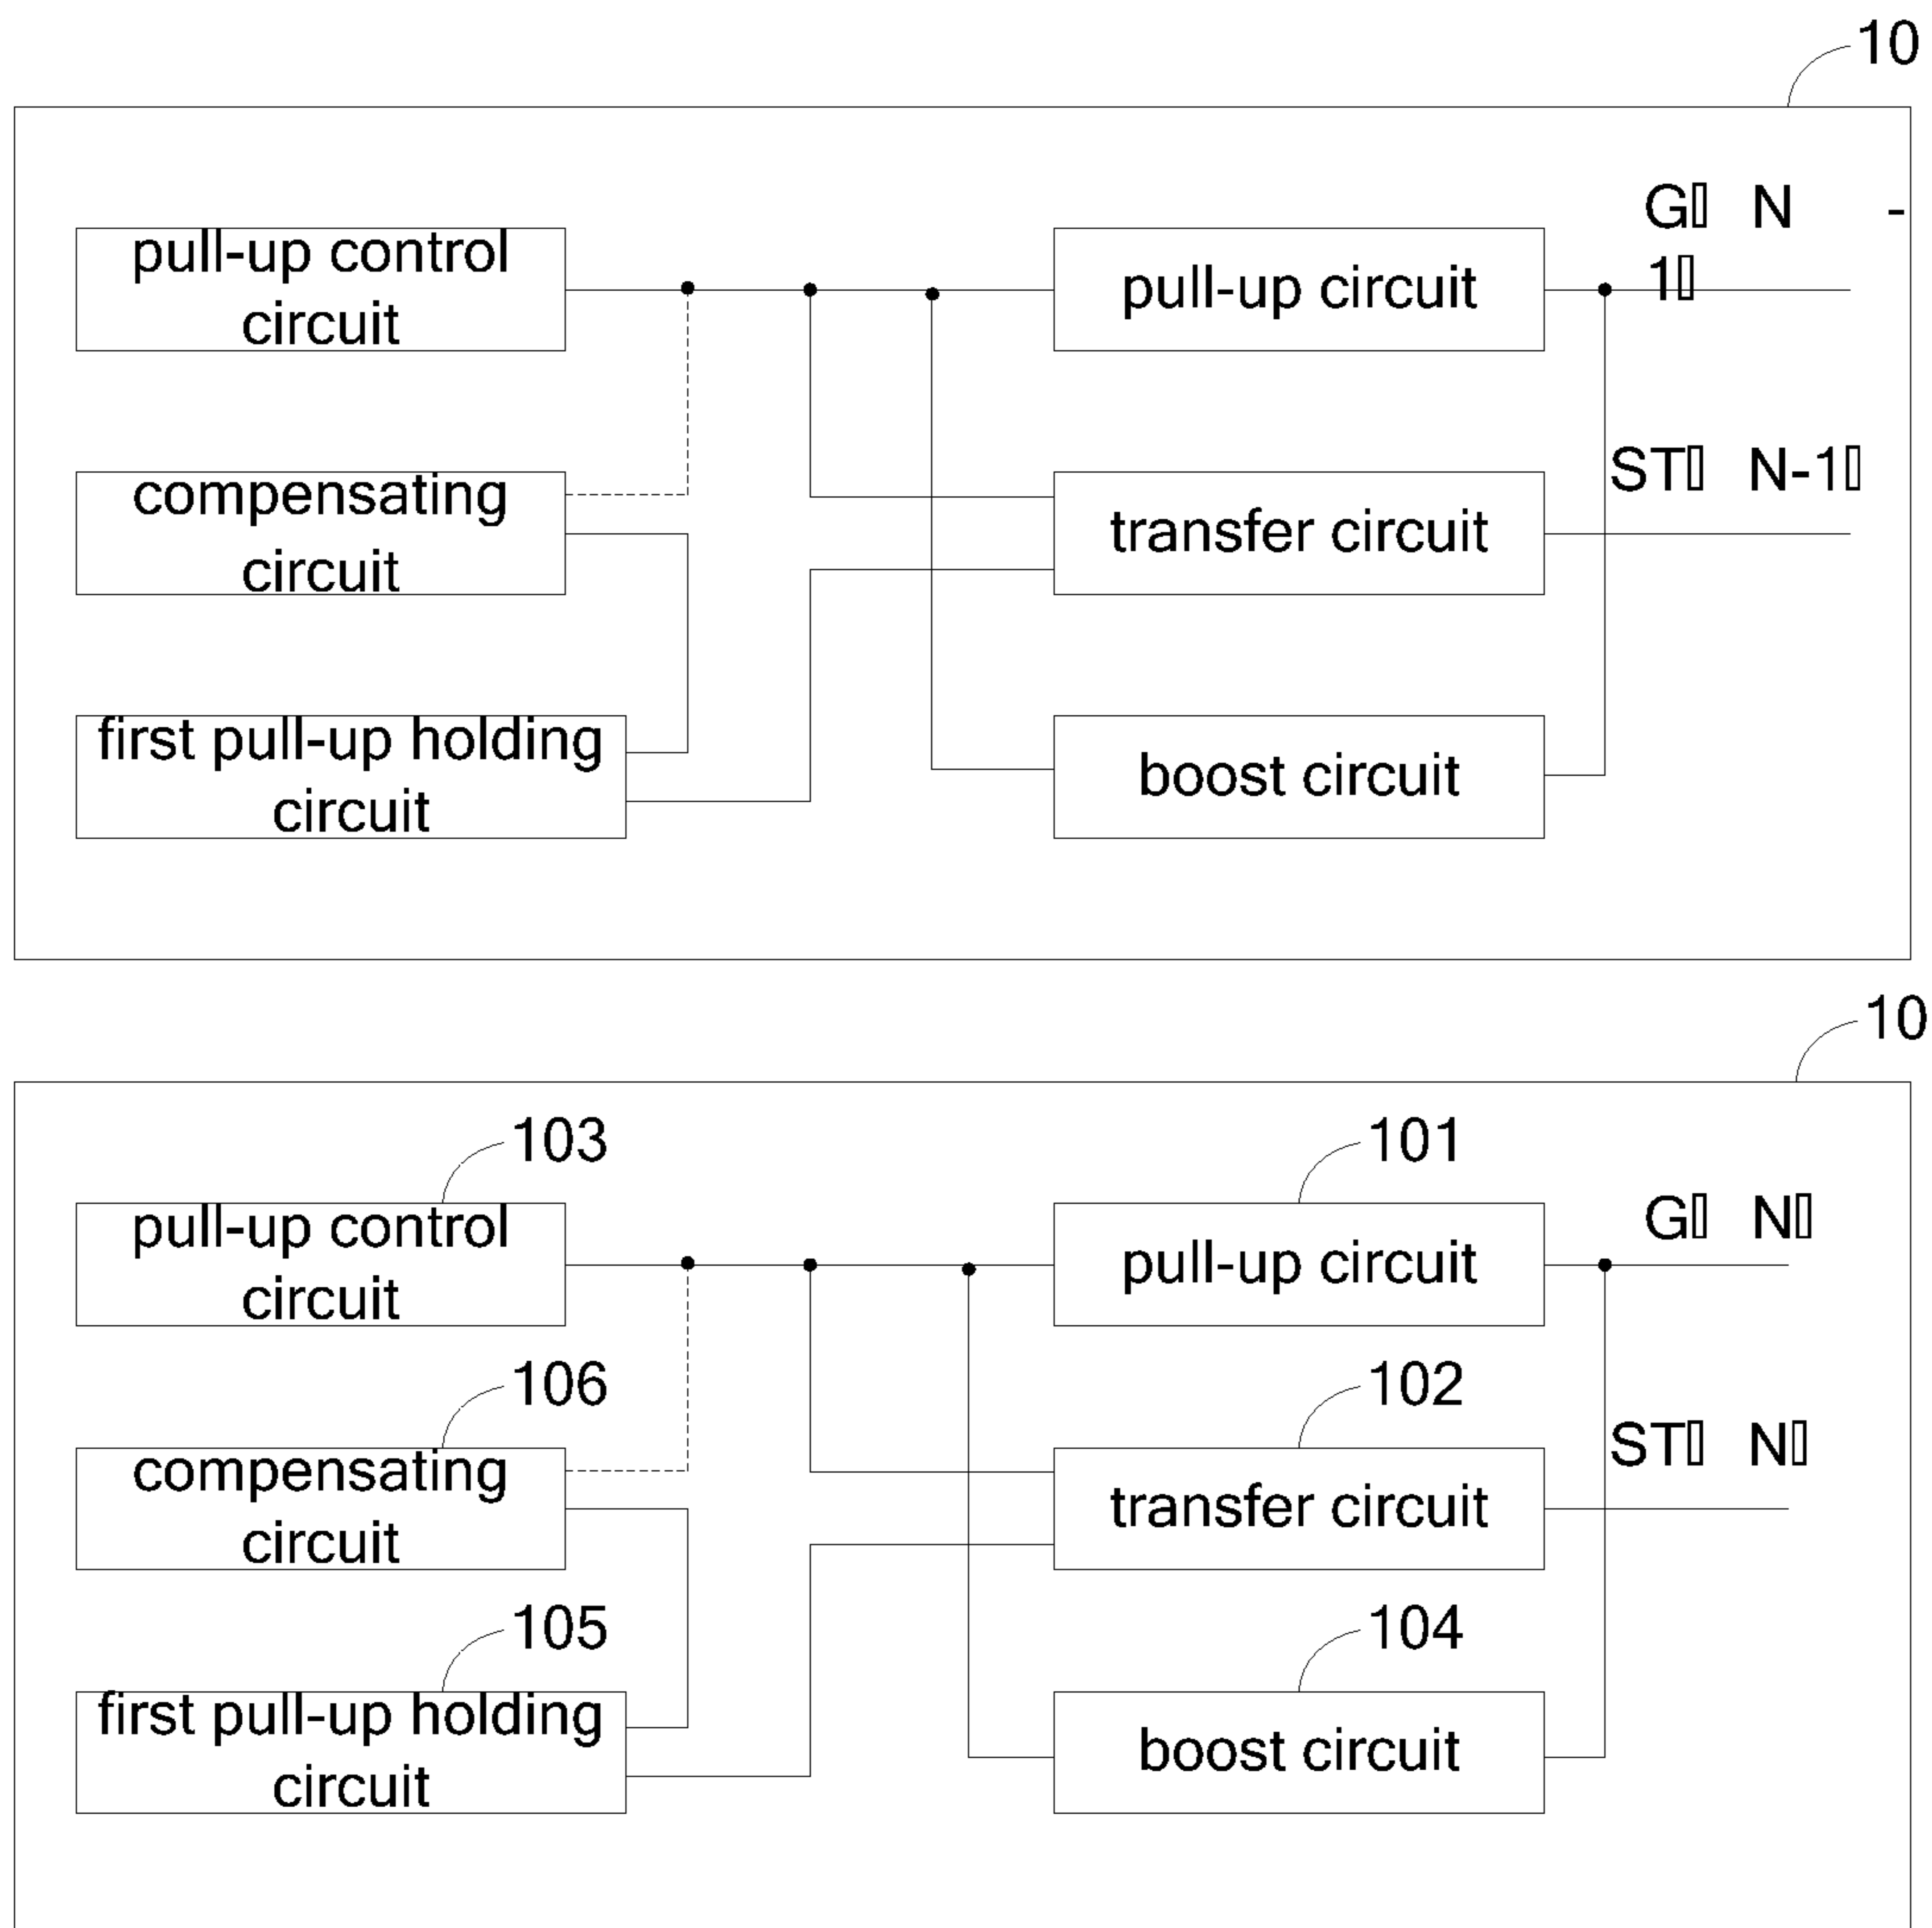 10
G▯ N -
1▯
pull-up control
circuit
pull-up circuit
ST▯ N-1▯
compensating
circuit
transfer circuit
first pull-up holding
circuit
boost circuit
10
103
101
G▯ N▯
pull-up control
circuit
pull-up circuit
106
102
ST▯ N▯
compensating
circuit
transfer circuit
105
104
first pull-up holding
circuit
boost circuit